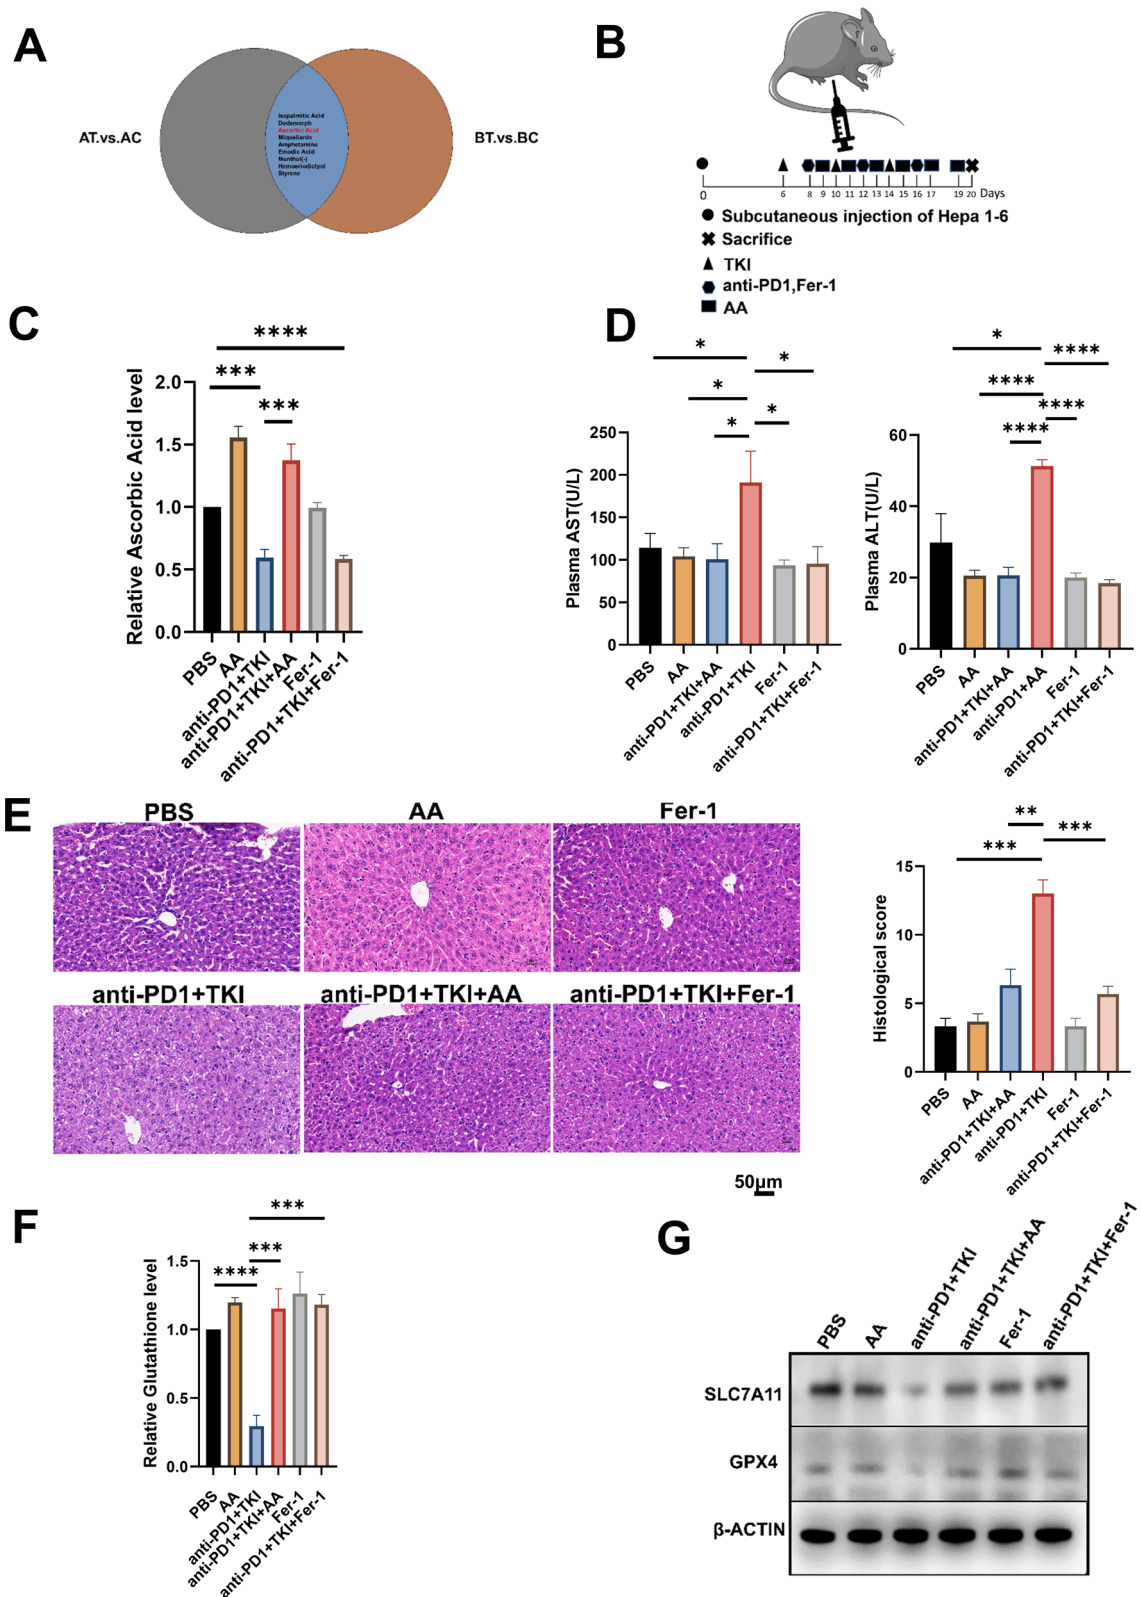 A
AT.vs.AC
BT.vs.BC
Isopalmitic Acid
Dodemorph
Ascorbic Acid
Miquelianin
Amphetamine
Emodic Acid
Menthol(-)
Homoeriodictyol
Styrene
B
0 6 8 9 10 11 12 13 14 15 16 17 19 20 Days
Subcutaneous injection of Hepa 1-6
Sacrifice
TKI
anti-PD1,Fer-1
AA
C
****
***
***
Relative Ascorbic Acid level
2.0
1.5
1.0
0.5
0.0
PBS
AA
anti-PD1+TKI
anti-PD1+TKI+AA
Fer-1
anti-PD1+TKI+Fer-1
D
*
*
*
*
*
Plasma AST(U/L)
250
200
150
100
50
0
PBS
AA
anti-PD1+TKI+AA
anti-PD1+TKI
Fer-1
anti-PD1+TKI+Fer-1
*
****
****
****
****
Plasma ALT(U/L)
60
40
20
0
PBS
AA
anti-PD1+TKI+AA
anti-PD1+AA
Fer-1
anti-PD1+TKI+Fer-1
E
PBS
AA
Fer-1
anti-PD1+TKI
anti-PD1+TKI+AA
anti-PD1+TKI+Fer-1
50μm
**
***
***
Histological score
15
10
5
0
PBS
AA
anti-PD1+TKI+AA
anti-PD1+TKI
Fer-1
anti-PD1+TKI+Fer-1
F
***
***
****
Relative Glutathione level
1.5
1.0
0.5
0.0
PBS
AA
anti-PD1+TKI
anti-PD1+TKI+AA
Fer-1
anti-PD1+TKI+Fer-1
G
PBS
AA
anti-PD1+TKI
anti-PD1+TKI+AA
Fer-1
anti-PD1+TKI+Fer-1
SLC7A11
GPX4
β-ACTIN